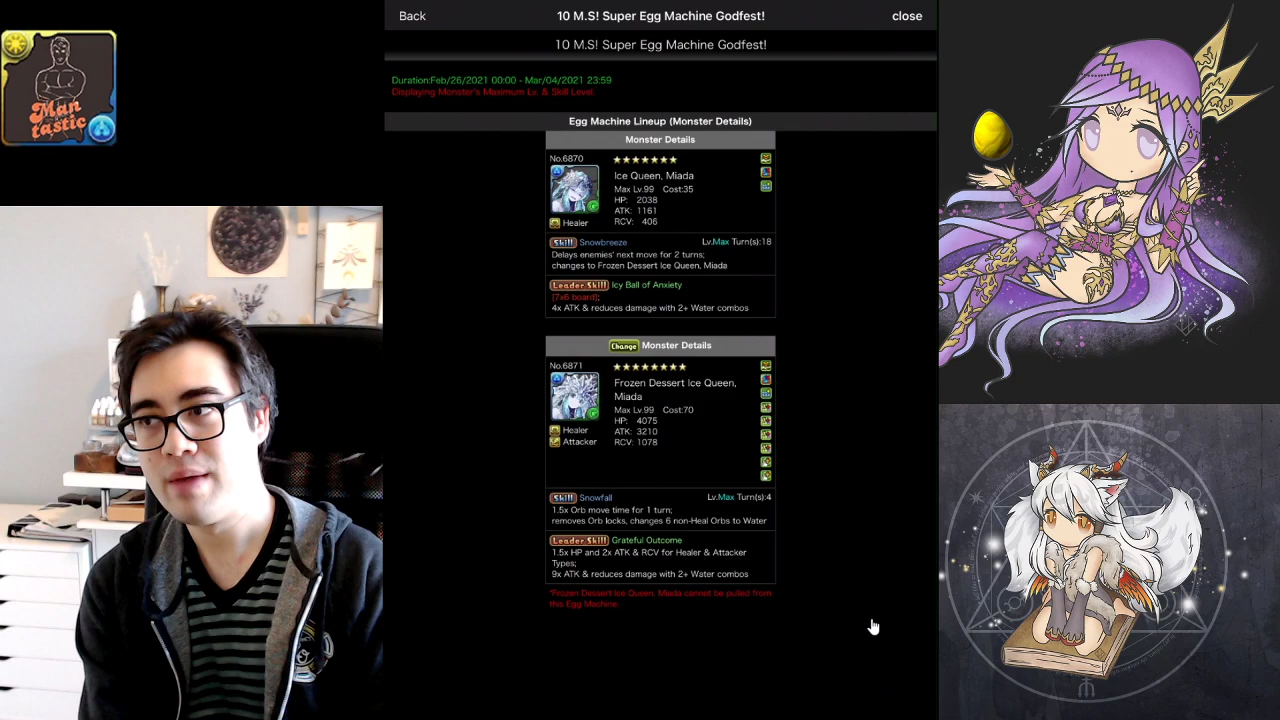 Back
10 M.S! Super Egg Machine Godfest!
close
10 M.S! Super Egg Machine Godfest!
Man
tastic
Duration:Feb/26/2021 00:00 - Mar/04/2021 23:59
Displaying Monster's Maximum Lv. & Skill Level.
Egg Machine Lineup (Monster Details)
Monster Details
No.6870 ★★★★★★★
Ice Queen, Miada
Max Lv.99 Cost:35
HP: 2038
ATK: 1161
RCV: 406
Healer
Skill Snowbreeze Lv.Max Turn(s):18
Delays enemies' next move for 2 turns;
changes to Frozen Dessert Ice Queen, Miada
Leader Skill Icy Ball of Anxiety
[7x6 board];
4x ATK & reduces damage with 2+ Water combos
Change Monster Details
No.6871 ★★★★★★★★
Frozen Dessert Ice Queen,
Miada
Max Lv.99 Cost:70
HP: 4075
ATK: 3210
RCV: 1078
Healer
Attacker
Skill Snowfall Lv.Max Turn(s):4
1.5x Orb move time for 1 turn;
removes Orb locks, changes 6 non-Heal Orbs to Water
Leader Skill Grateful Outcome
1.5x HP and 2x ATK & RCV for Healer & Attacker
Types;
9x ATK & reduces damage with 2+ Water combos
*Frozen Dessert Ice Queen, Miada cannot be pulled from
this Egg Machine.